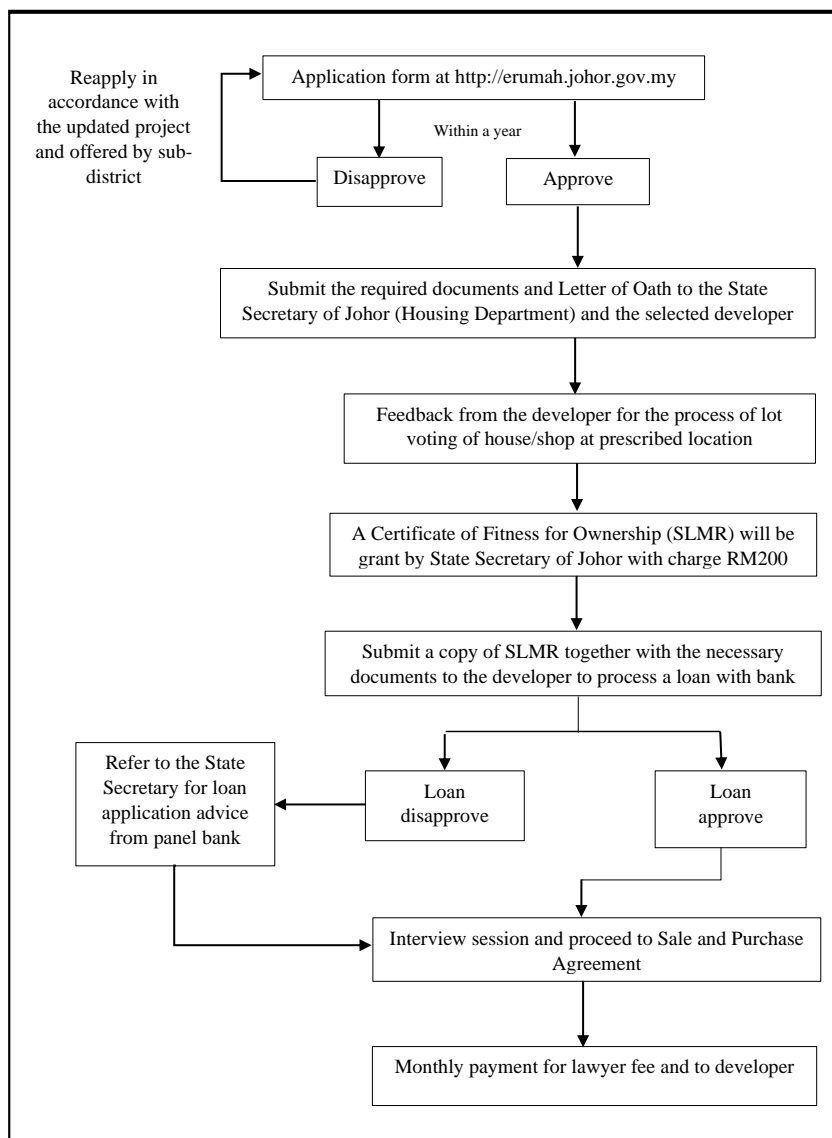 Reapply in
accordance with
the updated project
and offered by sub-
district
Application form at http://erumah.johor.gov.my
Within a year
Disapprove
Approve
Submit the required documents and Letter of Oath to the State
Secretary of Johor (Housing Department) and the selected developer
Feedback from the developer for the process of lot
voting of house/shop at prescribed location
A Certificate of Fitness for Ownership (SLMR) will be
grant by State Secretary of Johor with charge RM200
Submit a copy of SLMR together with the necessary
documents to the developer to process a loan with bank
Refer to the State
Secretary for loan
application advice
from panel bank
Loan
disapprove
Loan
approve
Interview session and proceed to Sale and Purchase
Agreement
Monthly payment for lawyer fee and to developer